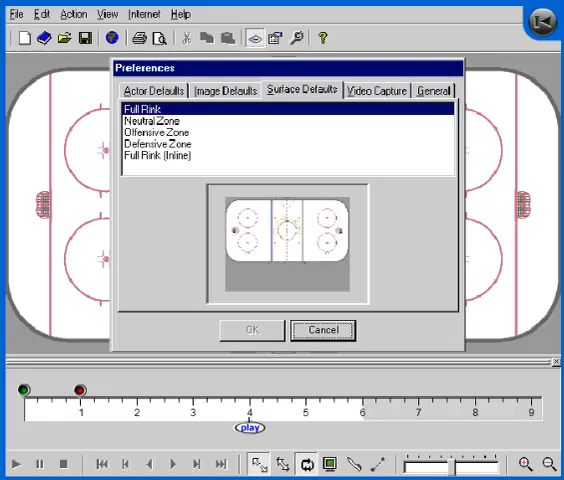 File Edit Action View Internet Help
Preferences
Actor Defaults Image Defaults Surface Defaults Video Capture General
Full Rink
Neutral Zone
Offensive Zone
Defensive Zone
Full Rink (Inline)
OK Cancel
1 2 3 4 5 6 7 8 9
play